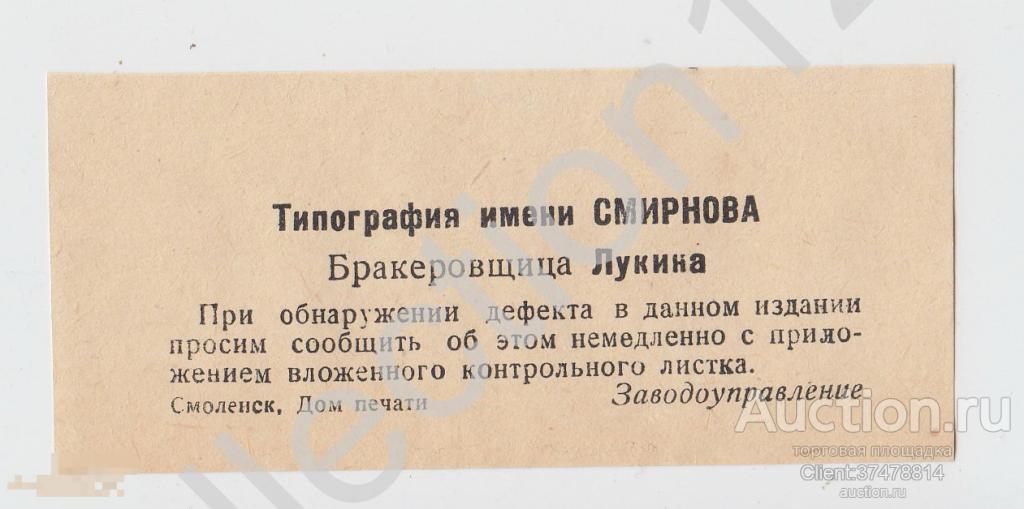 Типография имени СМИРНОВА
Бракеровщица Лукина
При обнаружении дефекта в данном издании
просим сообщить об этом немедленно с прило-
жением вложенного контрольного листка.
Заводоуправление
Смоленск, Дом печати
Auction.ru
торговая площадка
Client:37478814
auction.ru